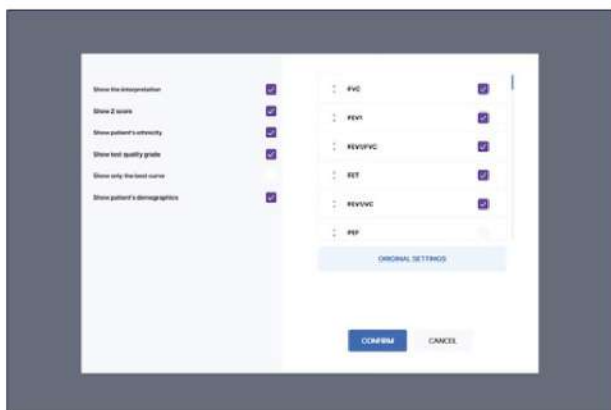 Show the interpretation
Show Z score
Show patient's ethnicity
Show test quality grade
Show only the best curve
Show patient's demographics
FVC
FEV1
FEV1/FVC
FET
FEV1/VC
PEF
ORIGINAL SETTINGS
CONFIRM
CANCEL